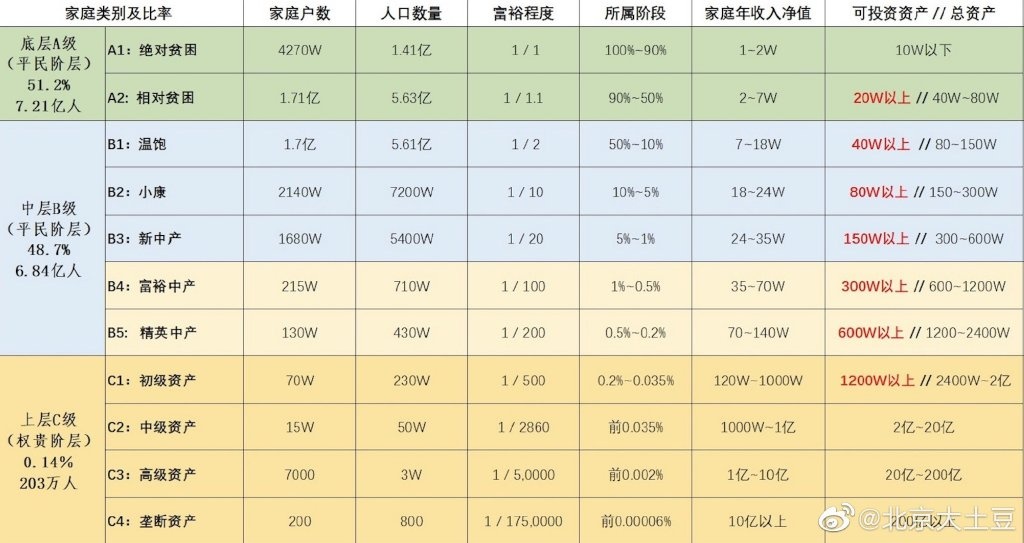 家庭类别及比率 家庭户数 人口数量 富裕程度 所属阶段 家庭年收入净值 可投资资产 // 总资产
底层A级
(平民阶层)
51.2%
7.21亿人
A1：绝对贫困 4270W 1.41亿 1 / 1 100%~90% 1~2W 10W以下
A2: 相对贫困 1.71亿 5.63亿 1 / 1.1 90%~50% 2~7W 20W以上 // 40W~80W
中层B级
(平民阶层)
48.7%
6.84亿人
B1：温饱 1.7亿 5.61亿 1 / 2 50%~10% 7~18W 40W以上 // 80~150W
B2：小康 2140W 7200W 1 / 10 10%~5% 18~24W 80W以上 // 150~300W
B3：新中产 1680W 5400W 1 / 20 5%~1% 24~35W 150W以上 // 300~600W
B4：富裕中产 215W 710W 1 / 100 1%~0.5% 35~70W 300W以上 // 600~1200W
B5: 精英中产 130W 430W 1 / 200 0.5%~0.2% 70~140W 600W以上 // 1200~2400W
上层C级
(权贵阶层)
0.14%
203万人
C1：初级资产 70W 230W 1 / 500 0.2%~0.035% 120W~1000W 1200W以上 // 2400W~2亿
C2：中级资产 15W 50W 1 / 2860 前0.035% 1000W~1亿 2亿~20亿
C3：高级资产 7000 3W 1 / 5,0000 前0.002% 1亿~10亿 20亿~200亿
C4：垄断资产 200 800 1 / 175,0000 前0.00006% 10亿以上 200亿以上
@北京大土豆